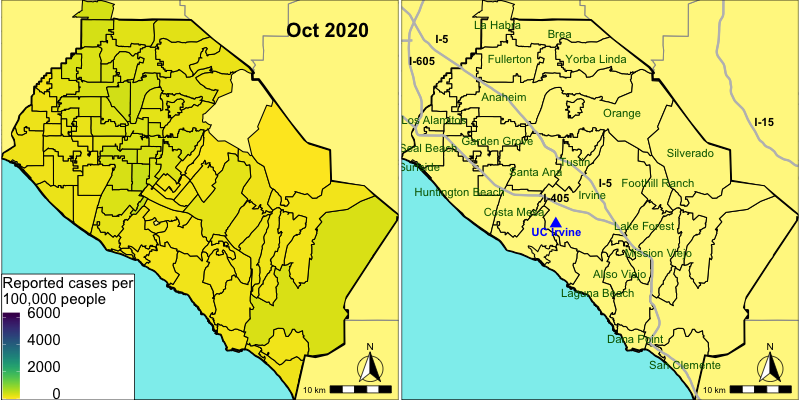 Oct 2020
Reported cases per
100,000 people
6000
4000
2000
0
N
10 km
La Habra
Brea
I-5
I-605
Fullerton
Yorba Linda
Anaheim
Orange
Los Alamitos
I-15
Garden Grove
Seal Beach
Silverado
Sunside
Tustin
Santa Ana
I-5
Foothill Ranch
Huntington Beach
Irvine
I-405
Costa Mesa
Lake Forest
UC Irvine
Mission Viejo
Aliso Viejo
Laguna Beach
Dana Point
San Clemente
N
10 km